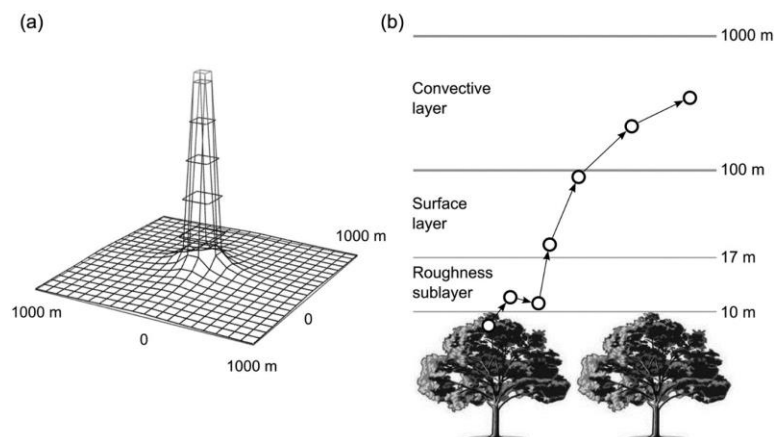 (a)
1000 m
1000 m
0
0
1000 m
(b)
1000 m
Convective
layer
100 m
Surface
layer
17 m
Roughness
sublayer
10 m